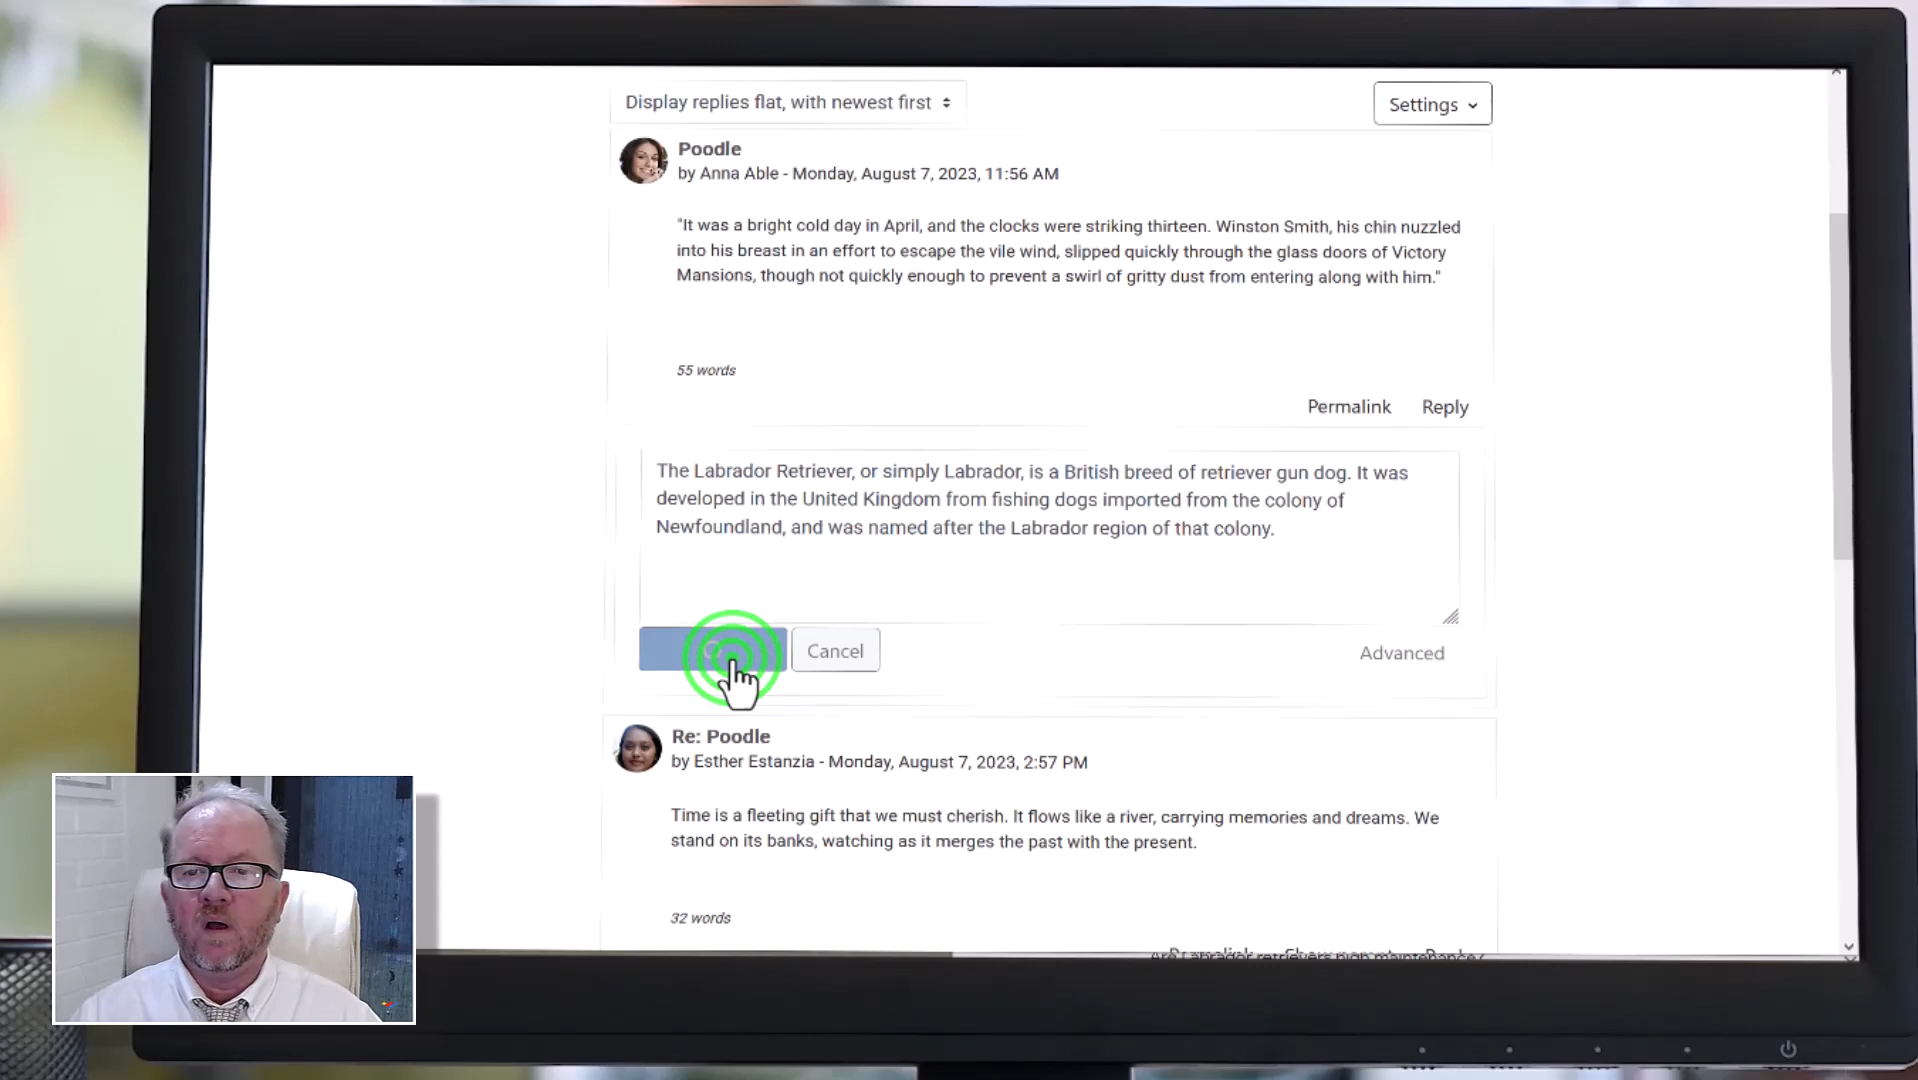 Display replies flat, with newest first
Settings
Poodle
by Anna Able - Monday, August 7, 2023, 11:56 AM
"It was a bright cold day in April, and the clocks were striking thirteen. Winston Smith, his chin nuzzled
into his breast in an effort to escape the vile wind, slipped quickly through the glass doors of Victory
Mansions, though not quickly enough to prevent a swirl of gritty dust from entering along with him."
55 words
Permalink Reply
The Labrador Retriever, or simply Labrador, is a British breed of retriever gun dog. It was
developed in the United Kingdom from fishing dogs imported from the colony of
Newfoundland, and was named after the Labrador region of that colony.
Cancel
Advanced
Re: Poodle
by Esther Estanzia - Monday, August 7, 2023, 2:57 PM
Time is a fleeting gift that we must cherish. It flows like a river, carrying memories and dreams. We
stand on its banks, watching as it merges the past with the present.
32 words